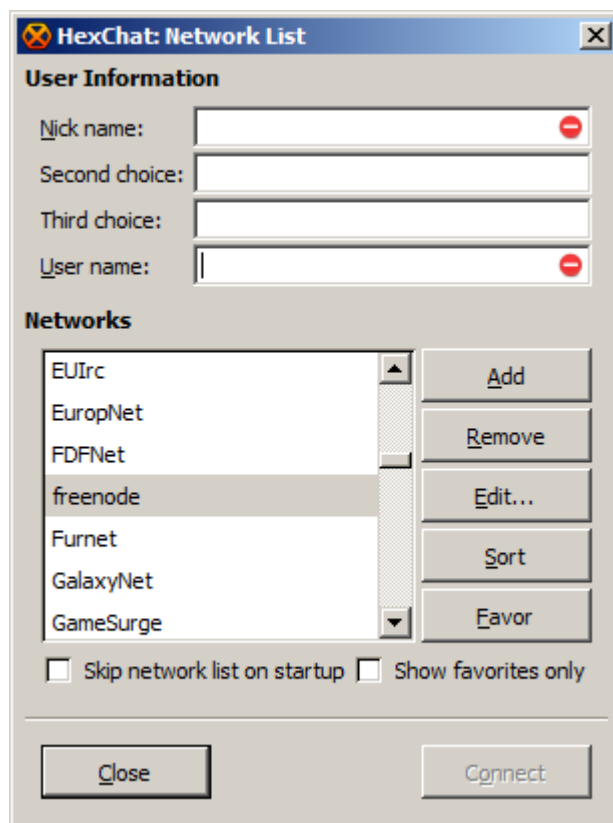 HexChat: Network List
User Information
Nick name:
Second choice:
Third choice:
User name:
Networks
EUIrc
EuropNet
FDFNet
freenode
Furnet
GalaxyNet
GameSurge
Add
Remove
Edit...
Sort
Favor
Skip network list on startup
Show favorites only
Close
Connect